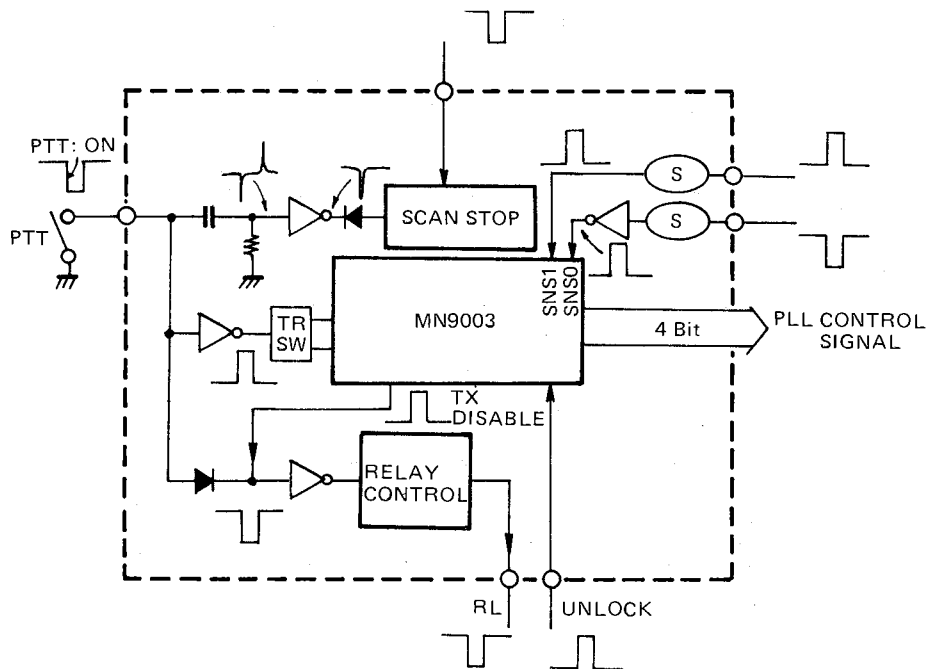 PTT: ON
PTT
SCAN STOP
S
S
SNS1
SNS0
TR
SW
MN9003
4 Bit
PLL CONTROL
SIGNAL
TX
DISABLE
RELAY
CONTROL
RL
UNLOCK